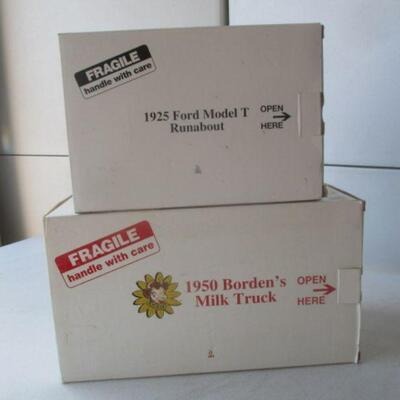 FRAGILE
handle with care
1925 Ford Model T
Runabout
OPEN
HERE
FRAGILE
handle with care
1950 Borden's
Milk Truck
OPEN
HERE